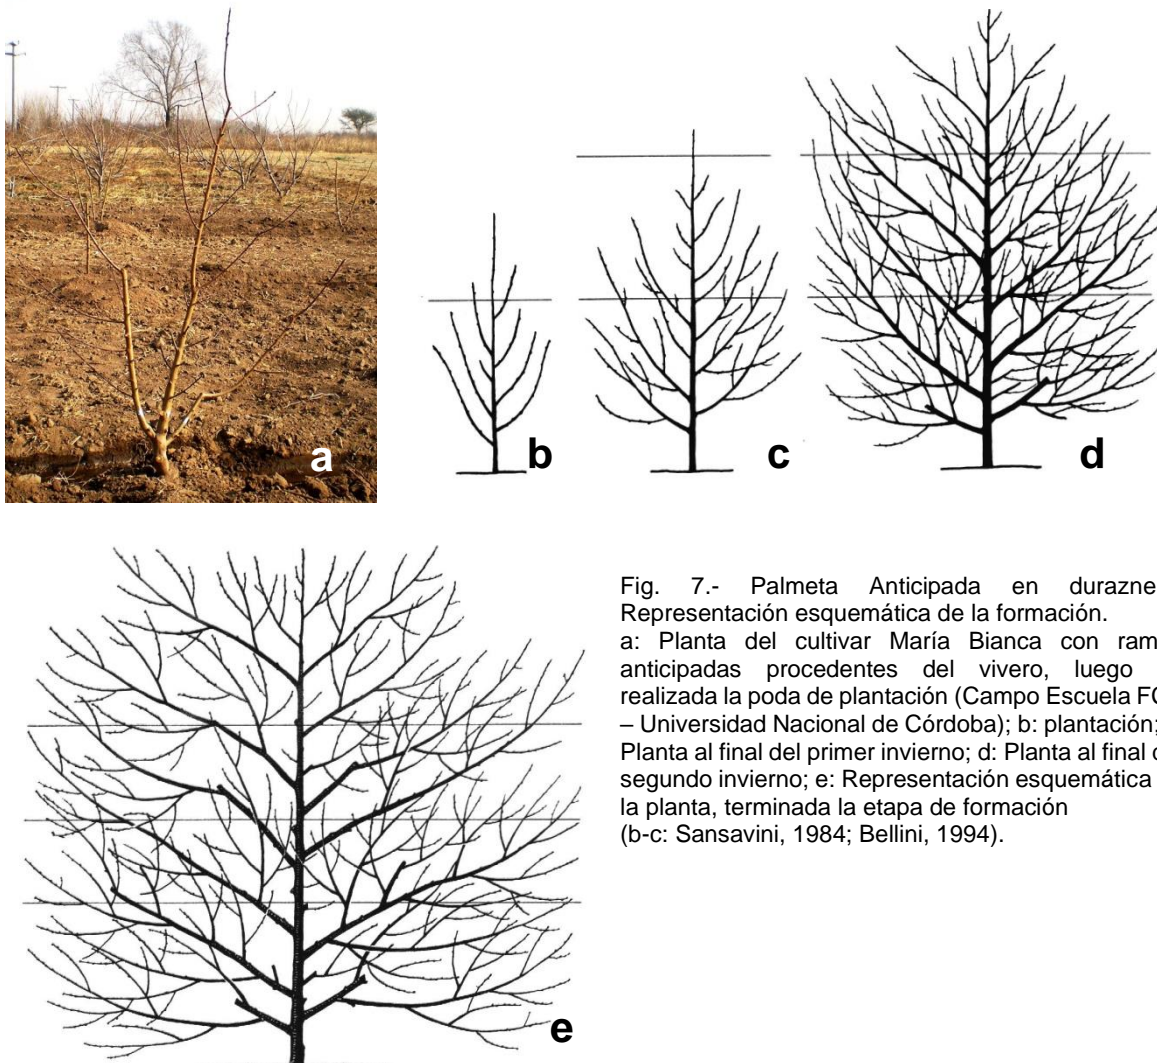 a
b
c
d
e
Fig. 7.- Palmeta Anticipada en durazne
Representación esquemática de la formación.
a: Planta del cultivar María Bianca con ram
anticipadas procedentes del vivero, luego
realizada la poda de plantación (Campo Escuela FC
– Universidad Nacional de Córdoba); b: plantación;
Planta al final del primer invierno; d: Planta al final
segundo invierno; e: Representación esquemática
la planta, terminada la etapa de formación
(b-c: Sansavini, 1984; Bellini, 1994).